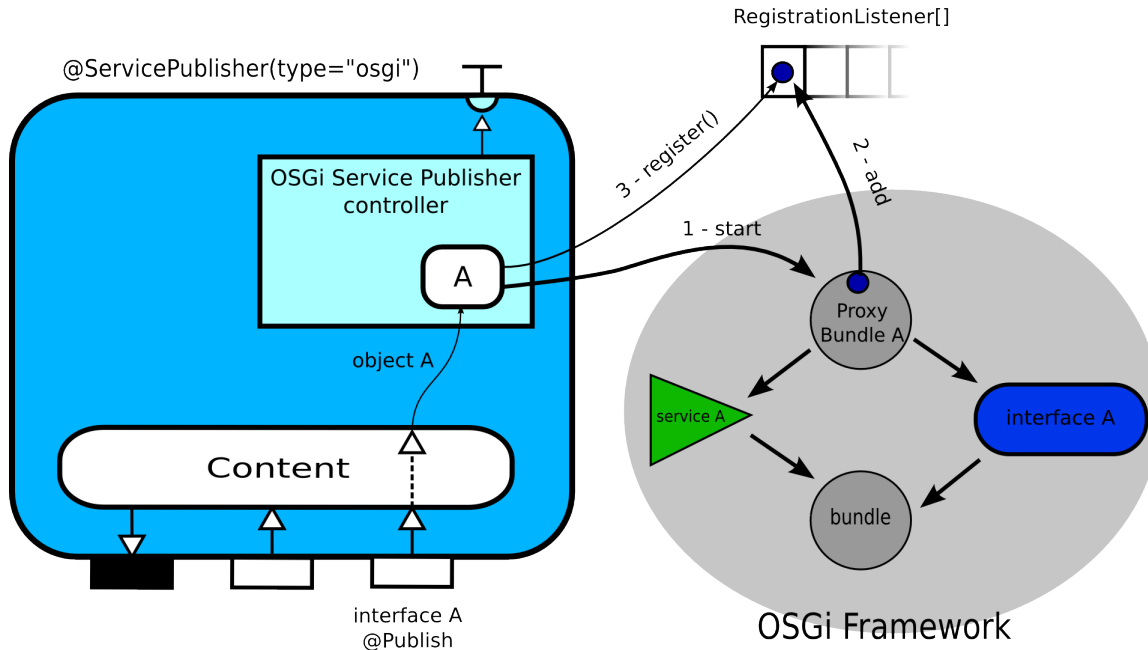 RegistrationListener[]
@ServicePublisher(type="osgi")
OSGi Service Publisher
controller
3 - register()
2 - add
1 - start
A
Proxy
Bundle A
object A
service A
interface A
Content
bundle
interface A
@Publish
OSGi Framework